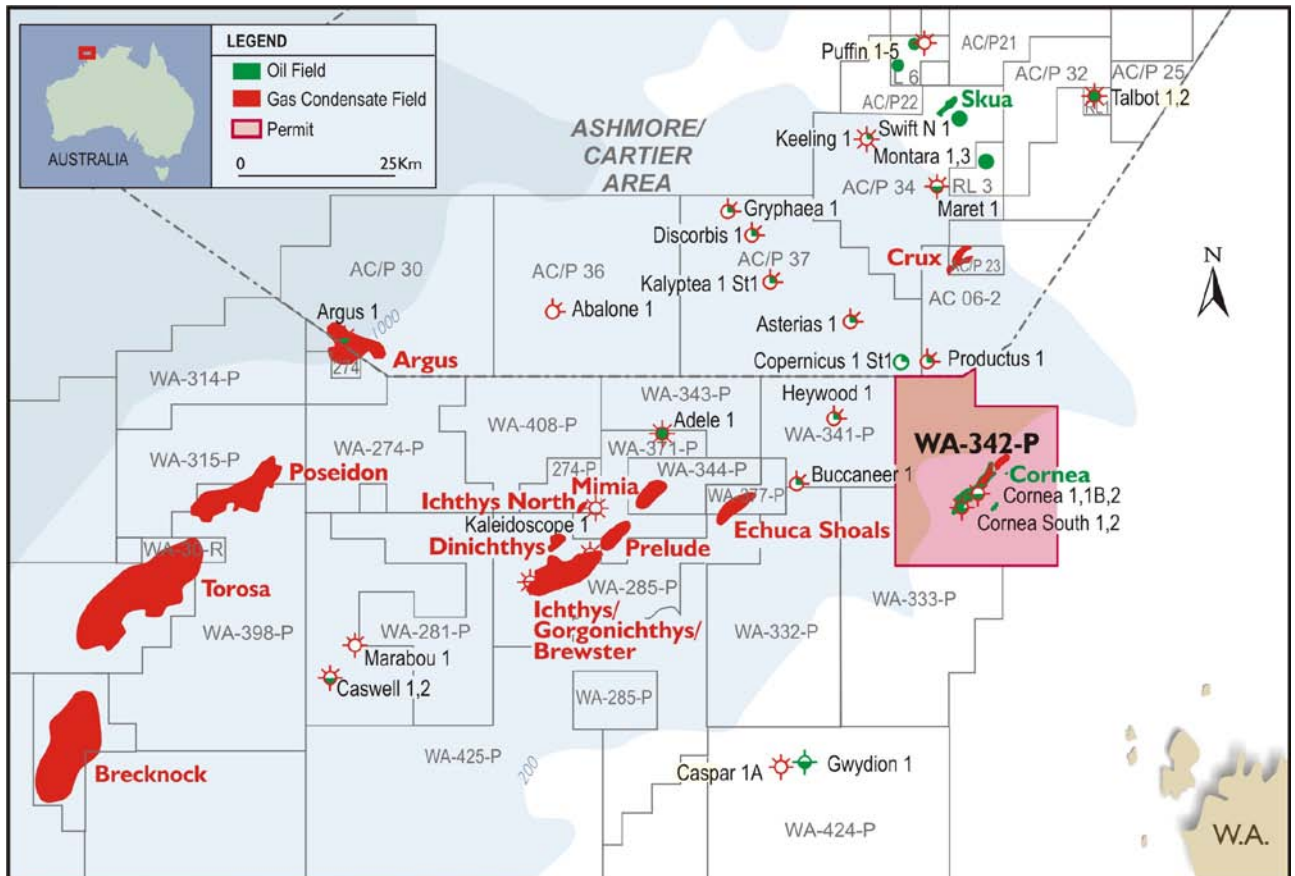 AUSTRALIA
LEGEND
Oil Field
Gas Condensate Field
Permit
0 25Km
ASHMORE/
CARTIER
AREA
Puffin 1-5
L 6
AC/P21
AC/P 32
AC/P 25
AC/P22
Skua
RL1
Talbot 1,2
Keeling 1
Swift N 1
Montara 1,3
AC/P 34
RL 3
Maret 1
Gryphaea 1
Discorbis 1
AC/P 30
AC/P 36
AC/P 37
Kalyptea 1 St1
Crux
AC/P 23
AC 06-2
N
Argus 1
1000
Abalone 1
Asterias 1
Argus
274
Copernicus 1 St1
Productus 1
WA-314-P
WA-343-P
Heywood 1
WA-408-P
Adele 1
WA-274-P
WA-371-P
WA-341-P
WA-342-P
WA-315-P
Poseidon
274-P
WA-344-P
Buccaneer 1
Cornea
Ichthys North
Mimia
WA-377-P
Cornea 1,1B,2
Kaleidoscope 1
Echuca Shoals
Cornea South 1,2
WA-30-R
Dinichthys
Prelude
Torosa
WA-285-P
WA-333-P
Ichthys/
Gorgonichthys/
Brewster
WA-398-P
WA-281-P
WA-332-P
Marabou 1
Caswell 1,2
WA-285-P
WA-425-P
200
Brecknock
Caspar 1A
Gwydion 1
WA-424-P
W.A.